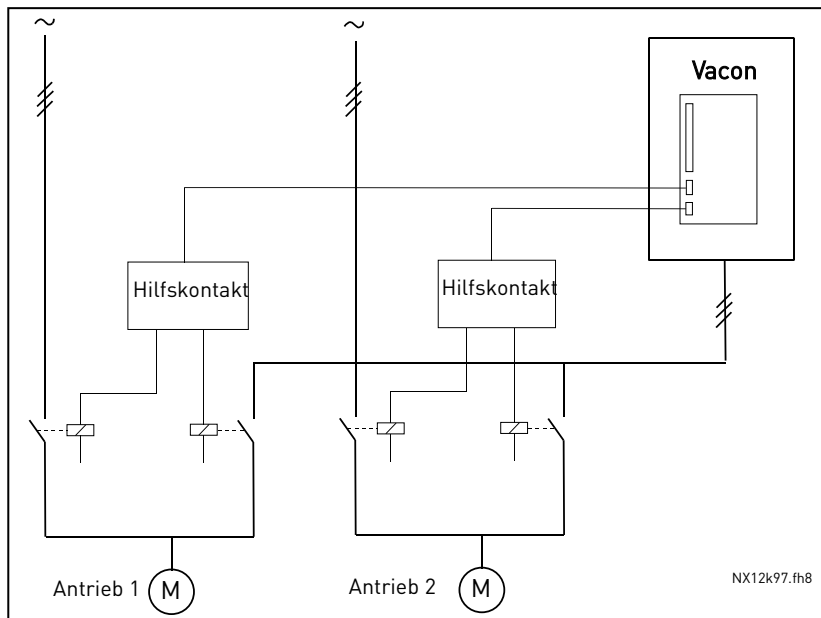 ~
~
Vacon
Hilfskontakt
Hilfskontakt
Antrieb 1
M
Antrieb 2
M
NX12k97.fh8